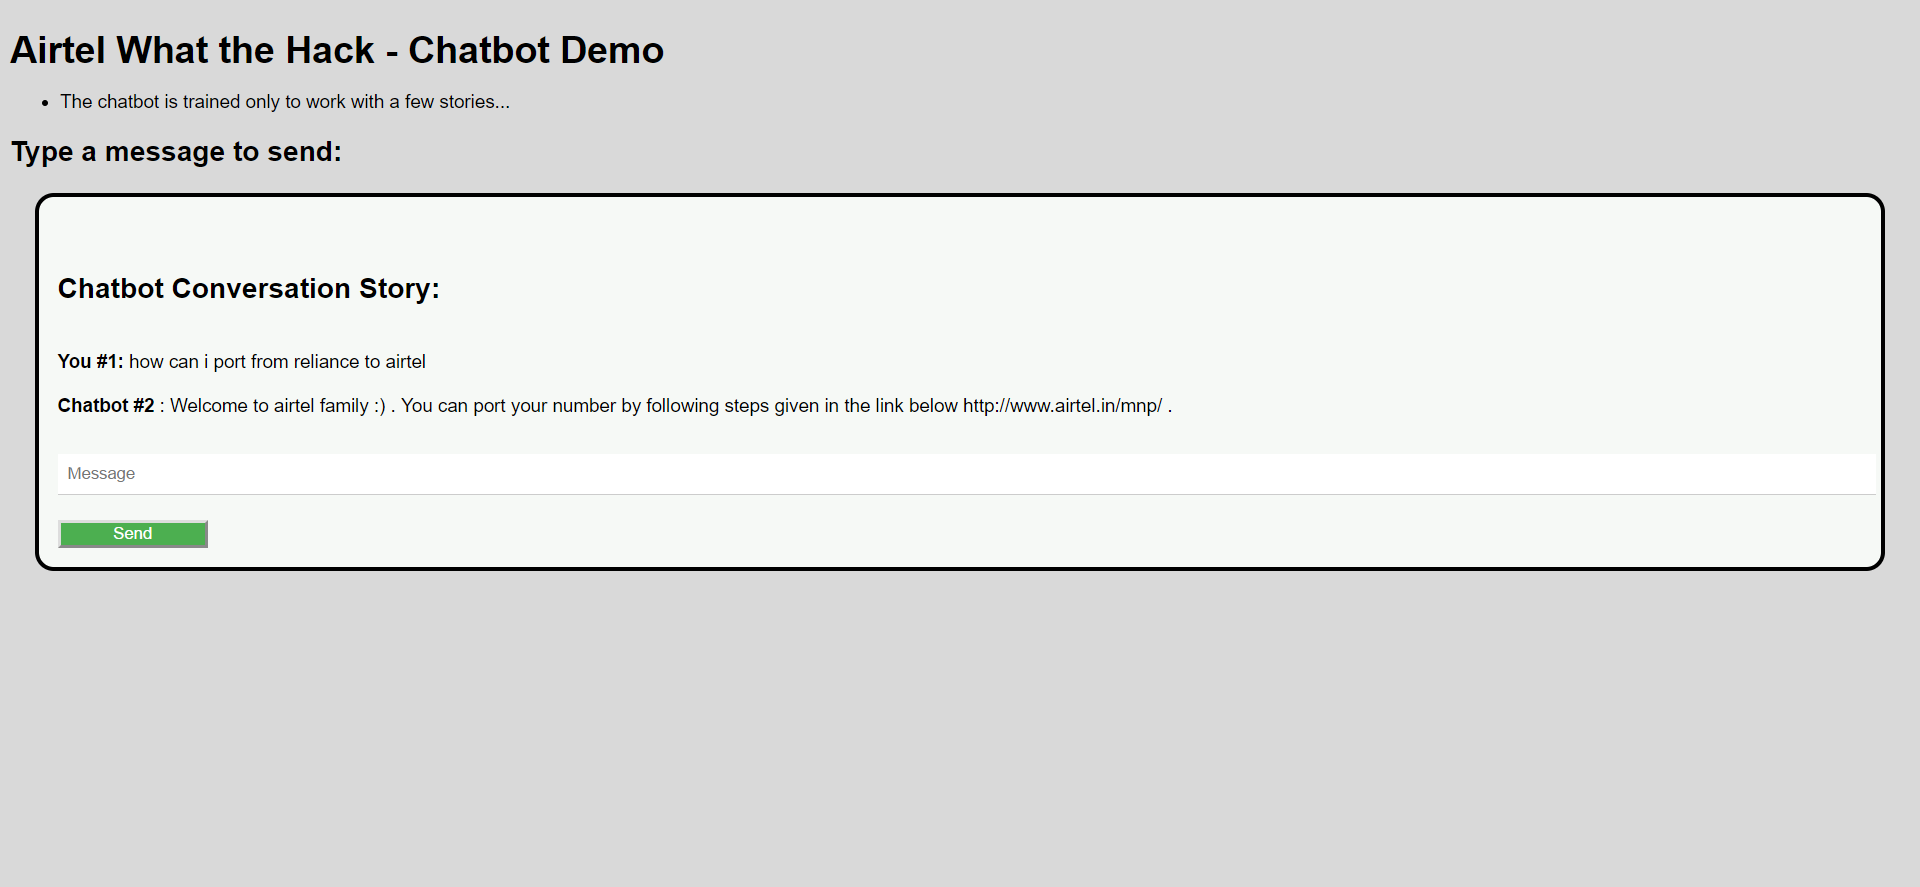 Airtel What the Hack - Chatbot Demo
The chatbot is trained only to work with a few stories...
Type a message to send:
Chatbot Conversation Story:
You #1: how can i port from reliance to airtel
Chatbot #2 : Welcome to airtel family :) . You can port your number by following steps given in the link below http://www.airtel.in/mnp/ .
Message
Send